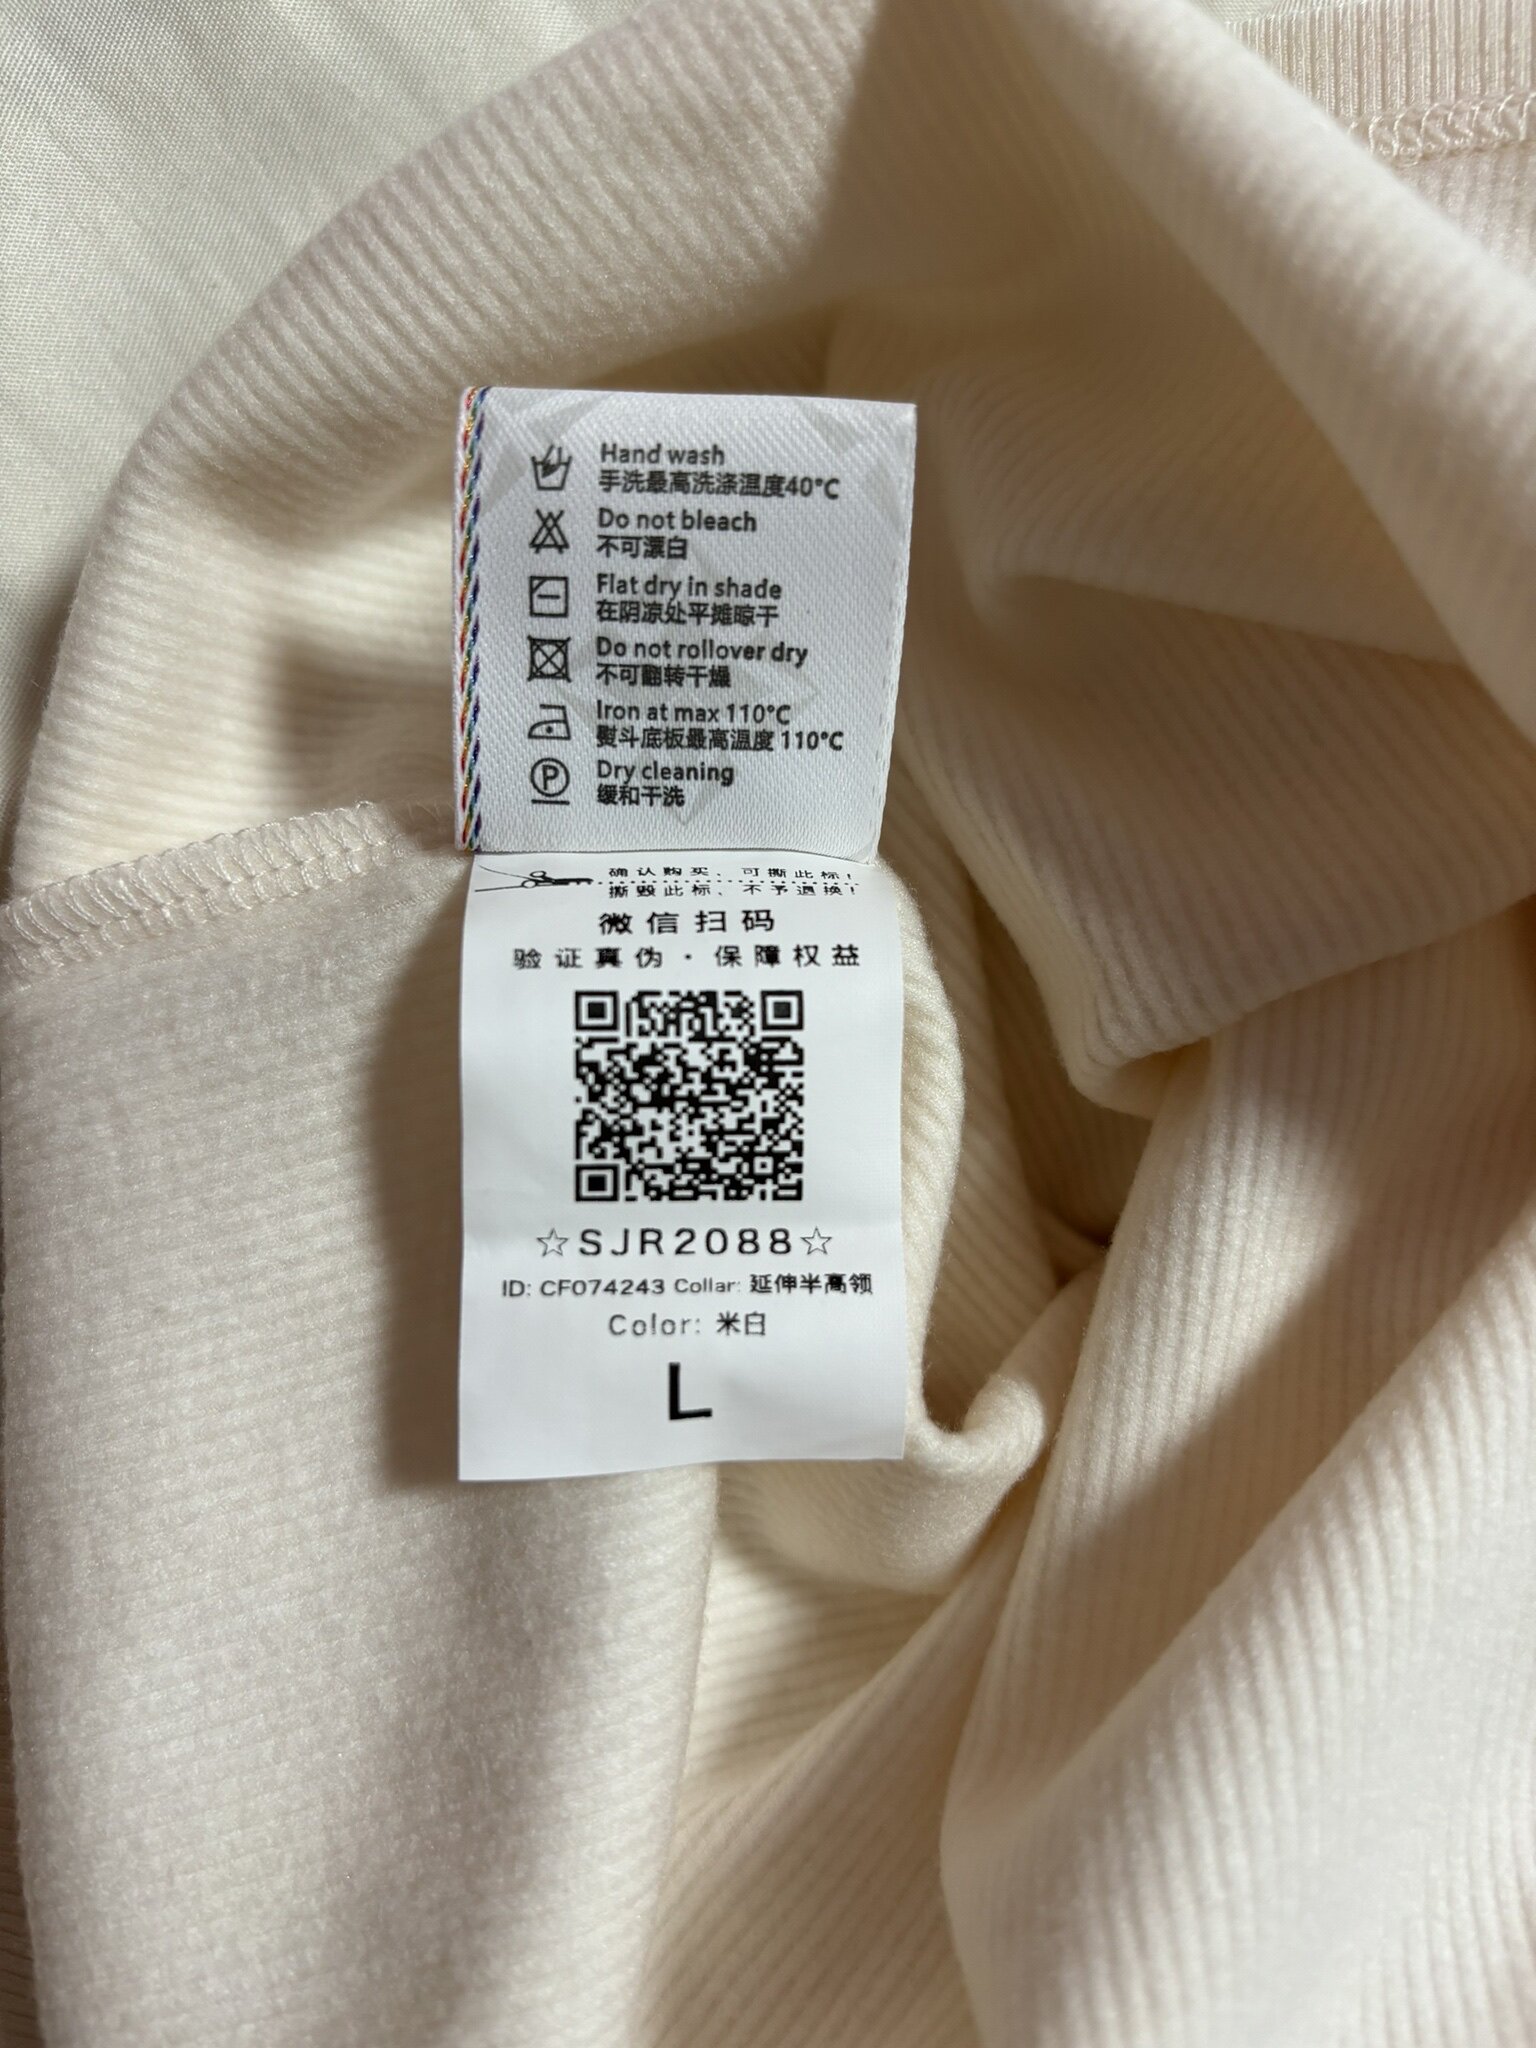 Hand wash
手洗最高洗涤温度40°C
Do not bleach
不可漂白
Flat dry in shade
在阴凉处平摊晾干
Do not rollover dry
不可翻转干燥
Iron at max 110°C
熨斗底板最高温度 110°C
P
Dry cleaning
缓和干洗
确认购买、可撕此标!
撕毁此标、不予退换!
微信扫码
验证真伪·保障权益
☆SJR2088☆
ID: CF074243 Collar: 延伸半高领
Color: 米白
L